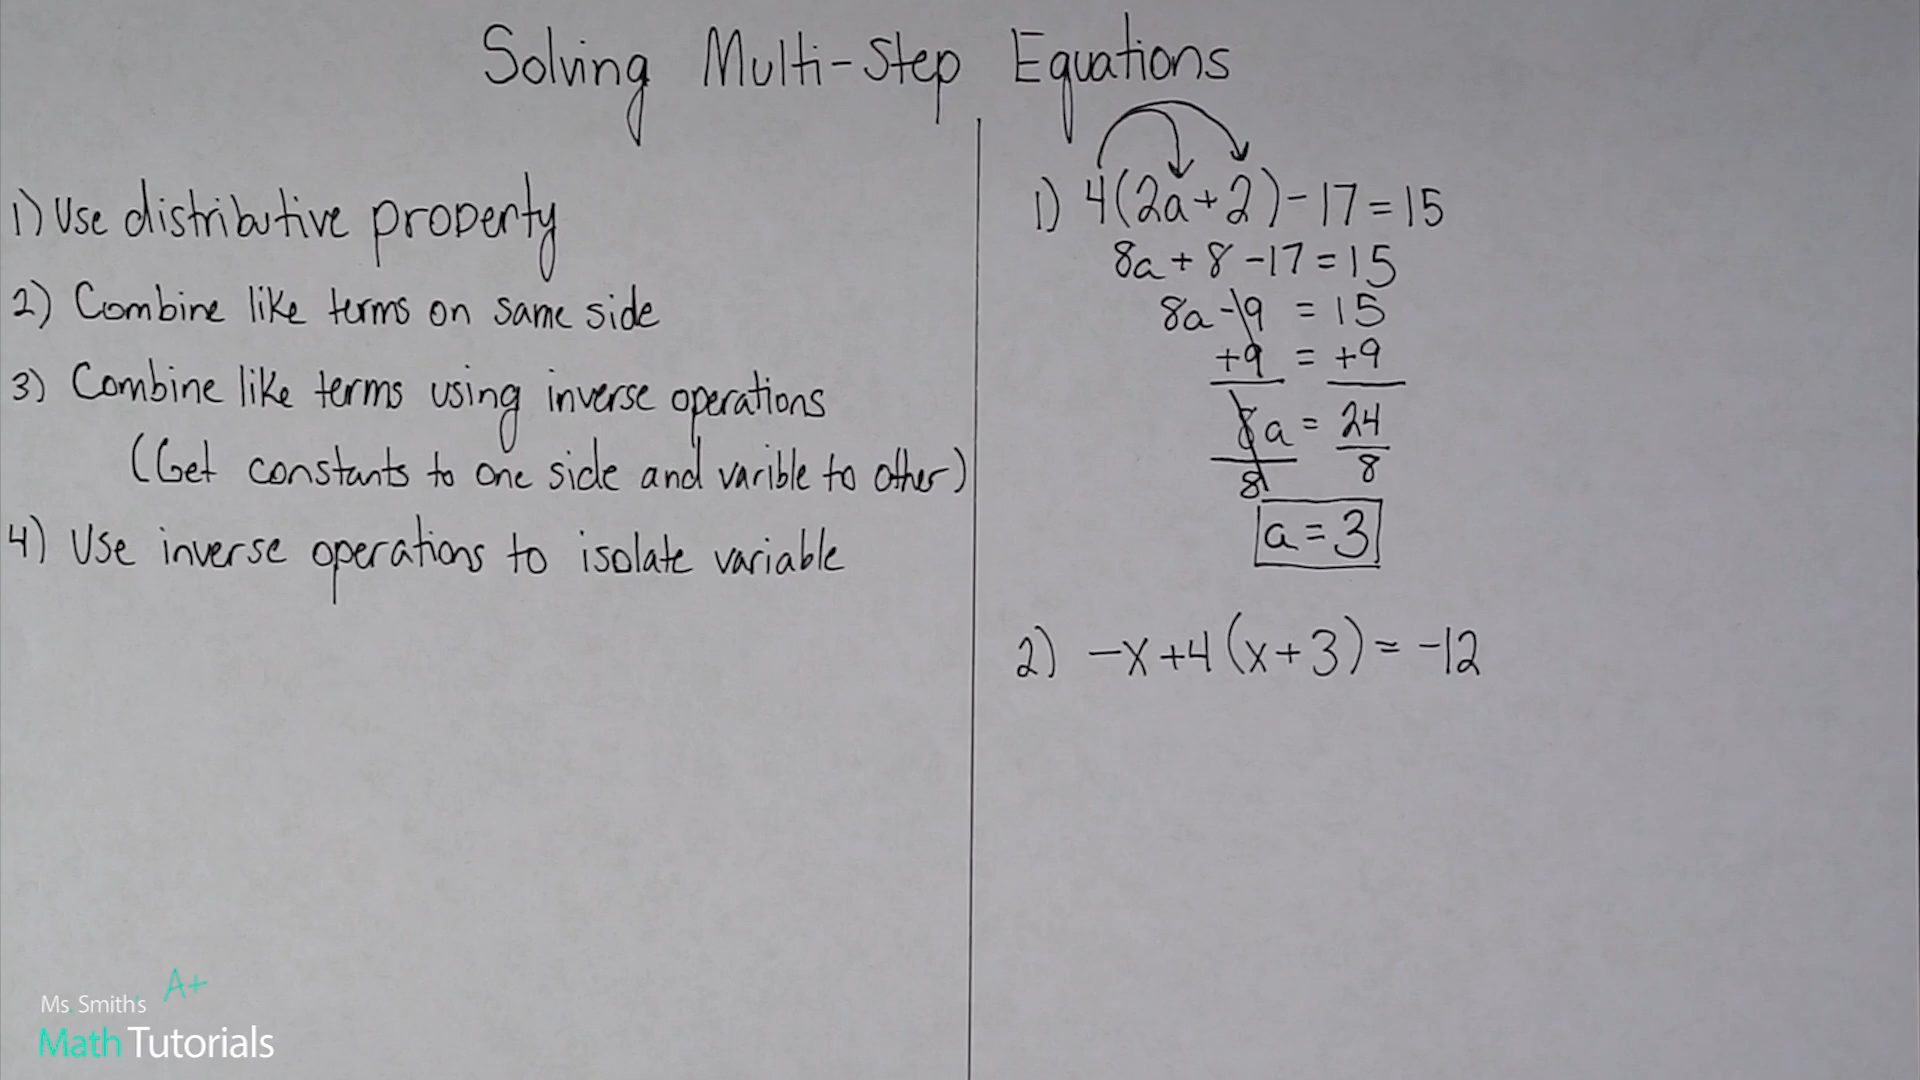 Solving Multi-Step Equations
1) Use distributive property
2) Combine like terms on same side
3) Combine like terms using inverse operations
(Get constants to one side and varible to other)
4) Use inverse operations to isolate variable
1) 4(2a+2)-17=15
8a+8-17=15
8a-9 = 15
+9 = +9
8a = 24
8 8
a=3
2) -x+4(x+3)=-12
A+
Ms. Smith's
Math Tutorials